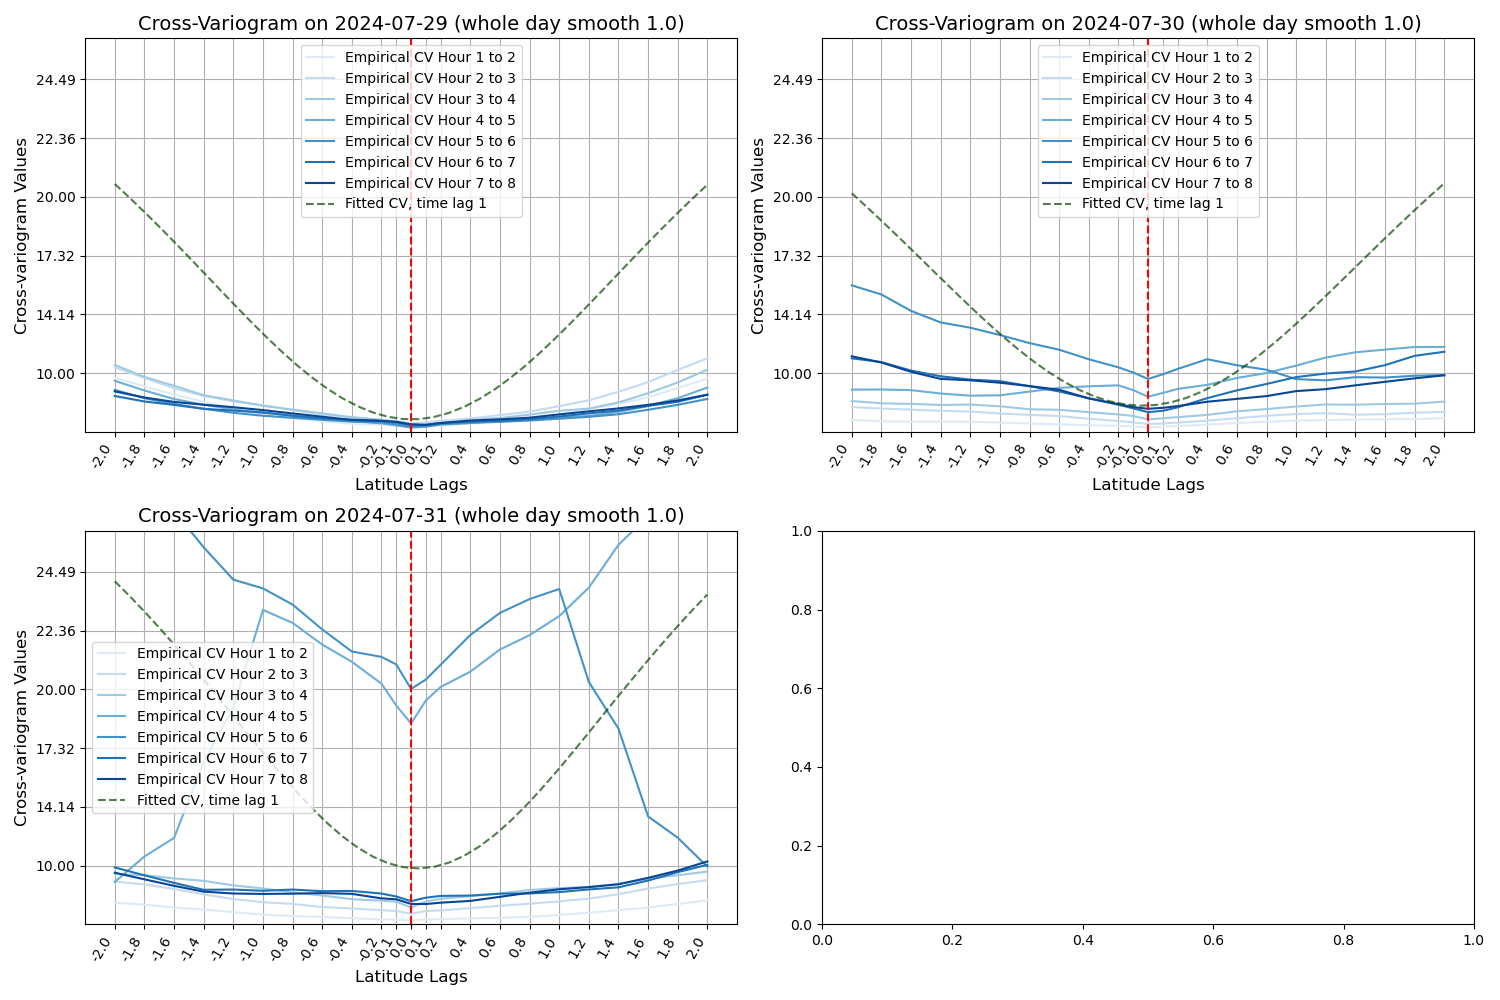 Cross-Variogram on 2024-07-29 (whole day smooth 1.0)
Cross-variogram Values
24.49
22.36
20.00
17.32
14.14
10.00
Empirical CV Hour 1 to 2
Empirical CV Hour 2 to 3
Empirical CV Hour 3 to 4
Empirical CV Hour 4 to 5
Empirical CV Hour 5 to 6
Empirical CV Hour 6 to 7
Empirical CV Hour 7 to 8
Fitted CV, time lag 1
-2.0 -1.8 -1.6 -1.4 -1.2 -1.0 -0.8 -0.6 -0.4 -0.2 -0.1 0.0 0.1 0.2 0.4 0.6 0.8 1.0 1.2 1.4 1.6 1.8 2.0
Latitude Lags
Cross-Variogram on 2024-07-30 (whole day smooth 1.0)
Cross-variogram Values
24.49
22.36
20.00
17.32
14.14
10.00
Empirical CV Hour 1 to 2
Empirical CV Hour 2 to 3
Empirical CV Hour 3 to 4
Empirical CV Hour 4 to 5
Empirical CV Hour 5 to 6
Empirical CV Hour 6 to 7
Empirical CV Hour 7 to 8
Fitted CV, time lag 1
-2.0 -1.8 -1.6 -1.4 -1.2 -1.0 -0.8 -0.6 -0.4 -0.2 -0.1 0.0 0.1 0.2 0.4 0.6 0.8 1.0 1.2 1.4 1.6 1.8 2.0
Latitude Lags
Cross-Variogram on 2024-07-31 (whole day smooth 1.0)
Cross-variogram Values
24.49
22.36
20.00
17.32
14.14
10.00
Empirical CV Hour 1 to 2
Empirical CV Hour 2 to 3
Empirical CV Hour 3 to 4
Empirical CV Hour 4 to 5
Empirical CV Hour 5 to 6
Empirical CV Hour 6 to 7
Empirical CV Hour 7 to 8
Fitted CV, time lag 1
-2.0 -1.8 -1.6 -1.4 -1.2 -1.0 -0.8 -0.6 -0.4 -0.2 -0.1 0.0 0.1 0.2 0.4 0.6 0.8 1.0 1.2 1.4 1.6 1.8 2.0
Latitude Lags
1.0
0.8
0.6
0.4
0.2
0.0
0.0 0.2 0.4 0.6 0.8 1.0